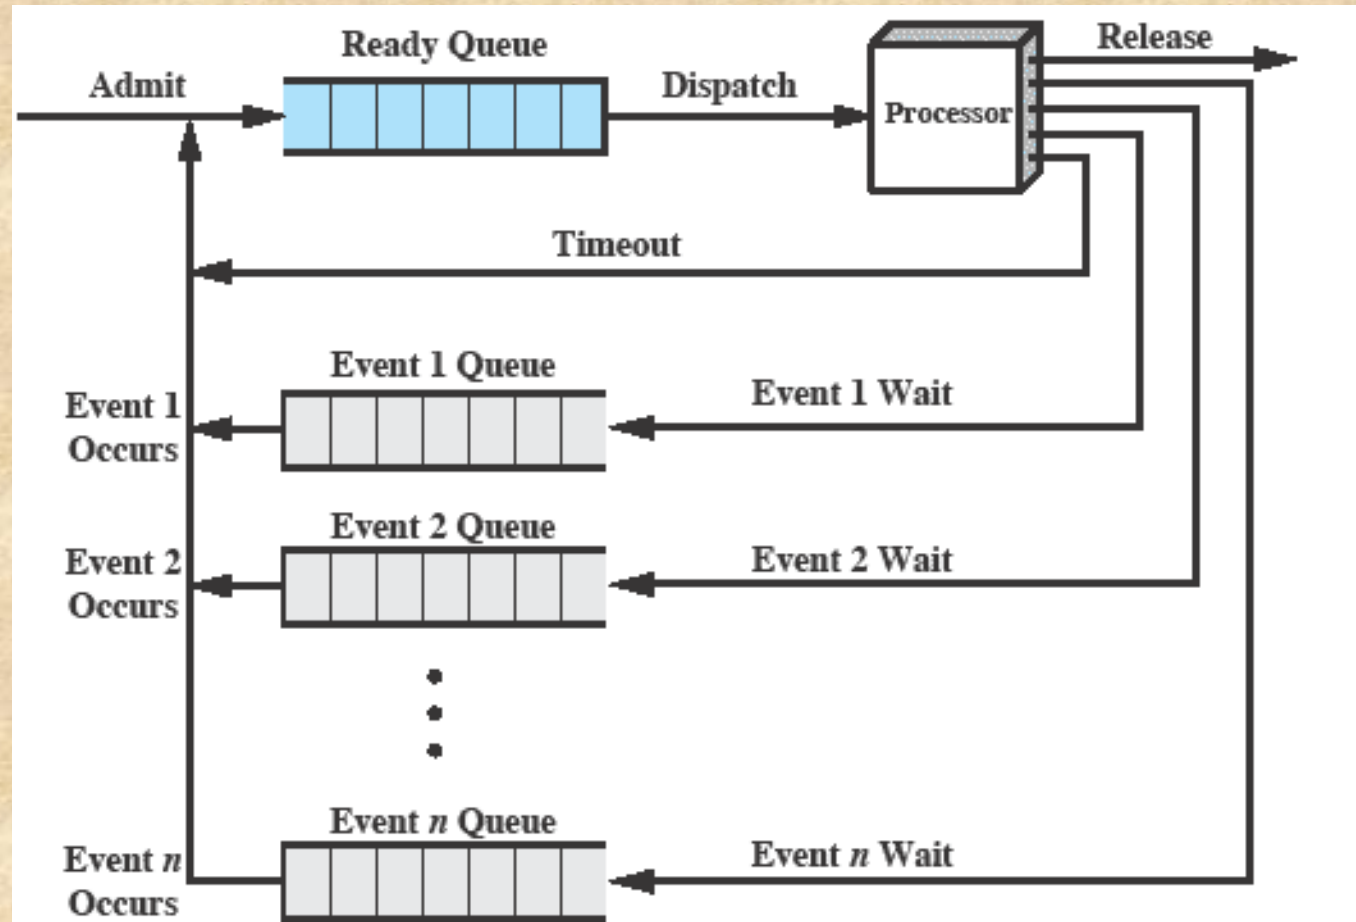 Ready Queue
Release
Admit
Dispatch
Processor
Timeout
Event 1 Queue
Event 1 Wait
Event 1
Occurs
Event 2 Queue
Event 2 Wait
Event 2
Occurs
Event n Queue
Event n Wait
Event n
Occurs